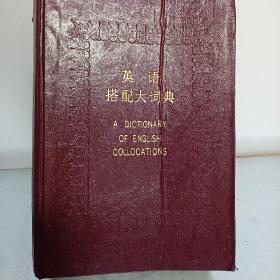 英语
搭配大词典
A DICTIONARY
OF ENGLISH
COLLOCATIONS